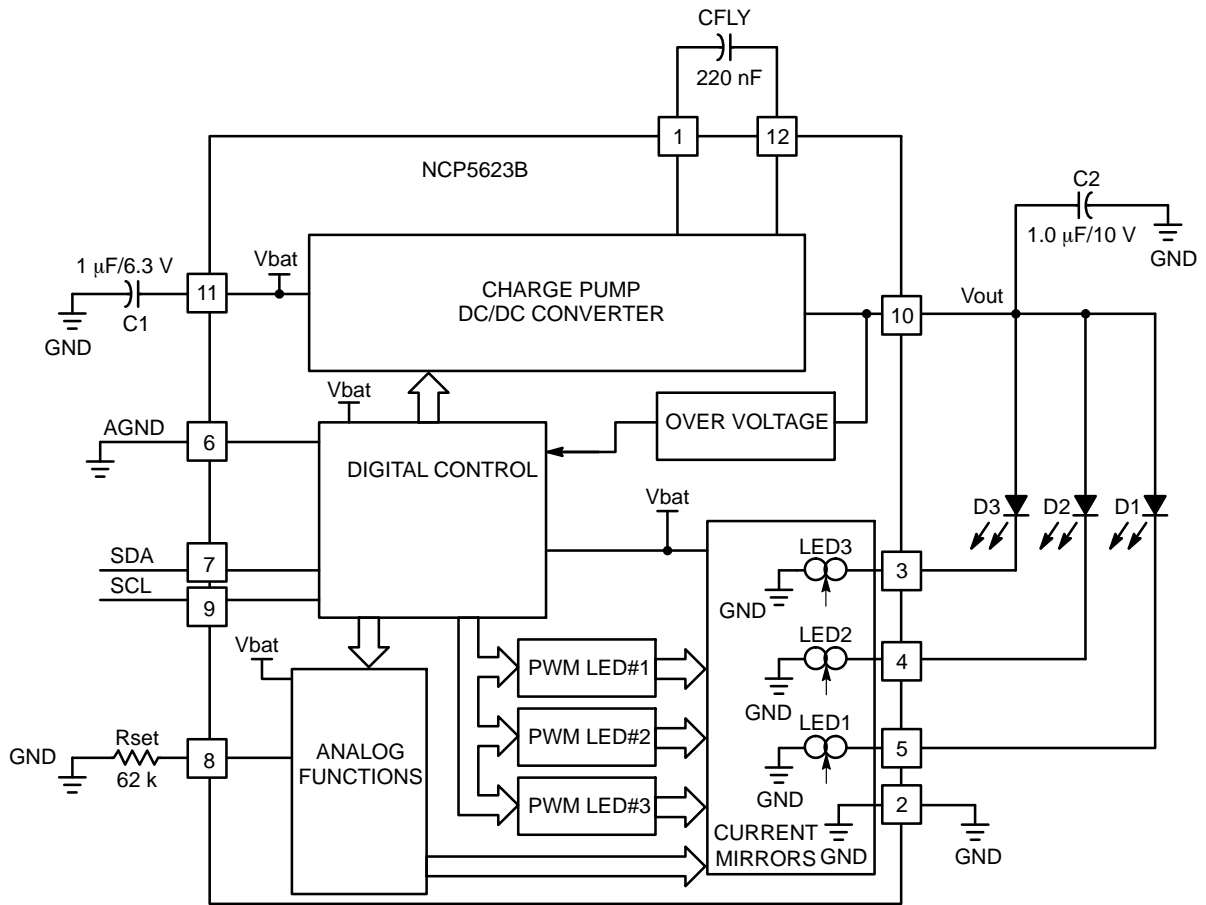 CFLY
220 nF
1
12
NCP5623B
C2
1.0 μF/10 V
GND
Vbat
1 μF/6.3 V
11
C1
GND
CHARGE PUMP
DC/DC CONVERTER
Vout
10
Vbat
AGND
6
OVER VOLTAGE
DIGITAL CONTROL
Vbat
D3
D2
D1
SDA
7
SCL
9
LED3
3
GND
LED2
4
GND
LED1
5
GND
Vbat
PWM LED#1
PWM LED#2
PWM LED#3
GND
Rset
62 k
8
ANALOG
FUNCTIONS
2
CURRENT
MIRRORS
GND
GND